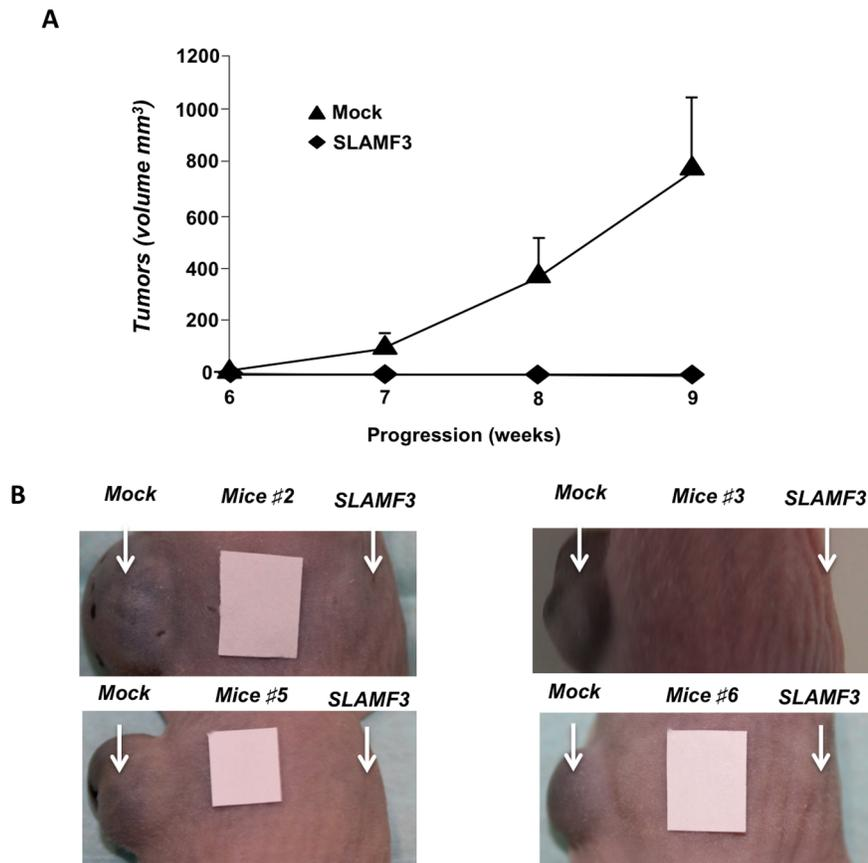 A
1200
1000
800
600
400
200
0
Tumors (volume mm³)
Mock
SLAMF3
6 7 8 9
Progression (weeks)
B
Mock Mice ♯2 SLAMF3
Mock Mice ♯3 SLAMF3
Mock Mice ♯5 SLAMF3
Mock Mice ♯6 SLAMF3